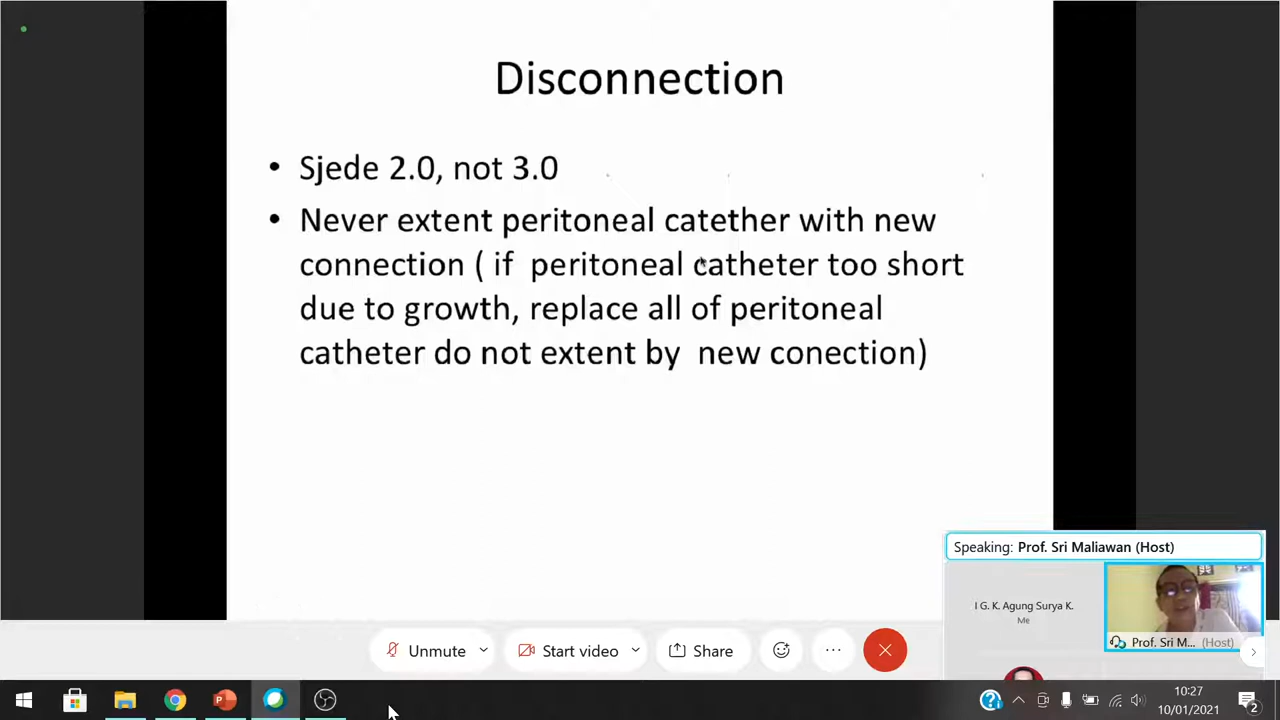 Disconnection
• Sjede 2.0, not 3.0
• Never extent peritoneal catether with new
connection ( if peritoneal catheter too short
due to growth, replace all of peritoneal
catheter do not extent by new conection)
Speaking: Prof. Sri Maliawan (Host)
I G. K. Agung Surya K.
Me
Prof. Sri M... (Host)
Unmute
Start video
Share
10:27
10/01/2021
2